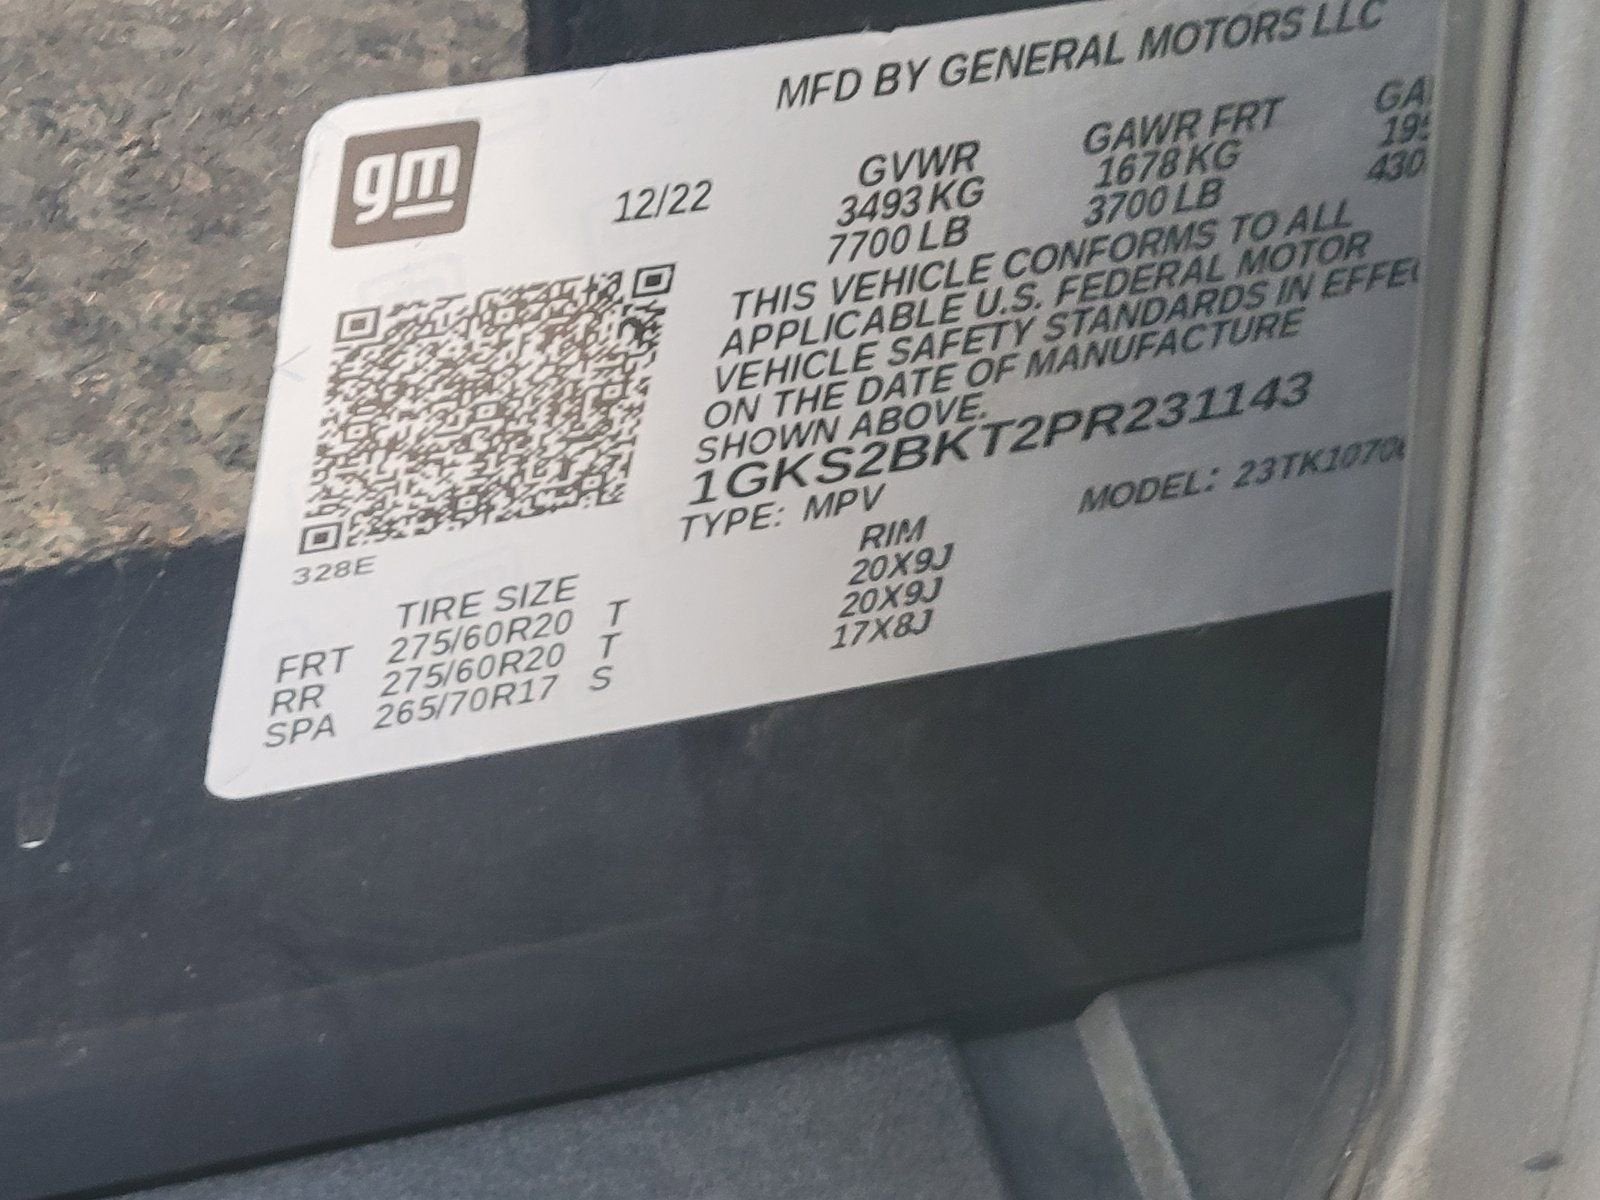 MFD BY GENERAL MOTORS LLC
gm
12/22
GVWR GAWR FRT
3493 KG 1678 KG
7700 LB 3700 LB
THIS VEHICLE CONFORMS TO ALL
APPLICABLE U.S. FEDERAL MOTOR
VEHICLE SAFETY STANDARDS IN
ON THE DATE OF MANUFACTURE
SHOWN ABOVE.
1GKS2BKT2PR231143
TYPE: MPV MODEL: 23TK1070
328E
TIRE SIZE RIM
FRT 275/60R20 T 20X9J
RR 275/60R20 T 20X9J
SPA 265/70R17 S 17X8J